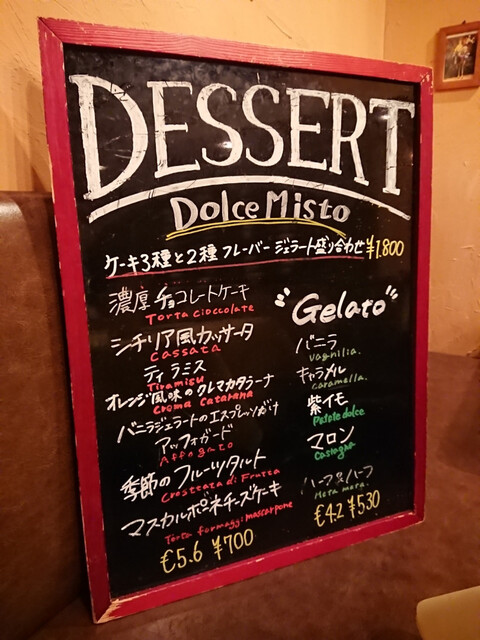 DESSERT
Dolce Misto
ケーキ3種と2種フレーバージェラート盛り合わせ ¥1.800
濃厚チョコレートケーキ
Torta cioccolate
シチリア風カッサータ
Cassata
ティラミス
Tiramisu
オレンジ風味のクレマカタラーナ
Crema Catarana
バニラジェラートのエスプレッソがけ
アッフォガード
Affogato
季節のフルーツタルト
Crosttata di Frutta
マスカルポーネチーズケーキ
Torta formaggi mascarpone
€5.6 ¥700
"Gelato"
バニラ
vagnilia.
キャラメル
caramella.
紫イモ
Patate dolce
マロン
Castagna
ハーフ&ハーフ
Meta meta.
€4.2 ¥530